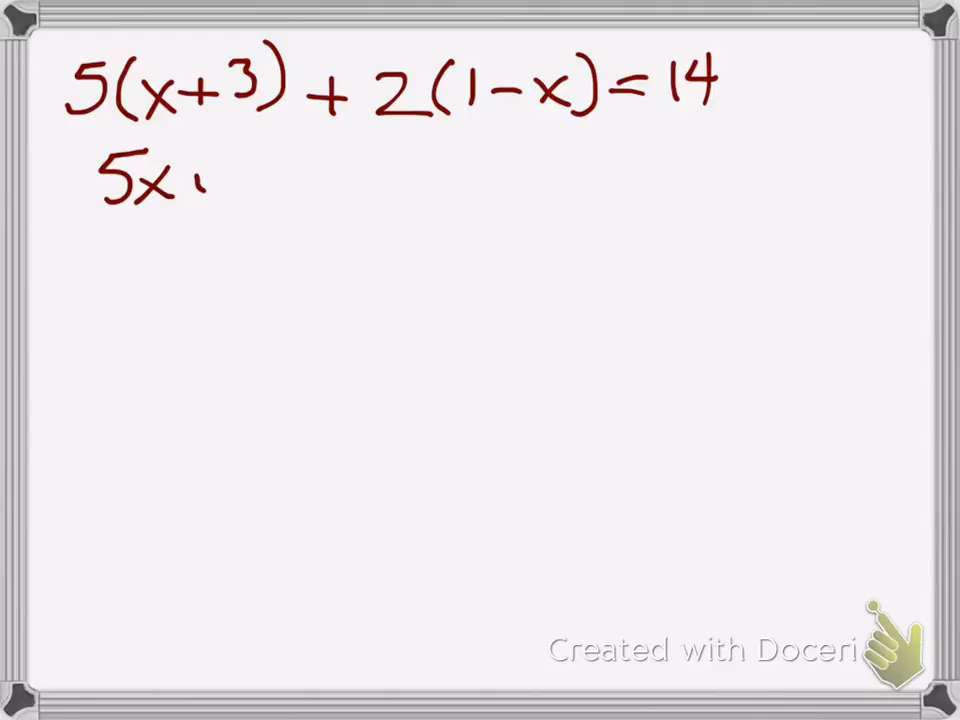 5(x+3) + 2(1-x)=14
5x
Created with Doceri